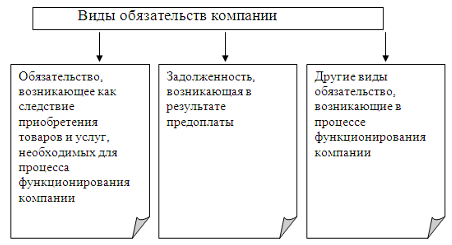 Виды обязательств компании
Обязательство,
возникающее как
следствие
приобретения
товаров и услуг,
необходимых для
процесса
функционирования
компании
Задолженность,
возникающая в
результате
предоплаты
Другие виды
обязательство,
возникающие в
процессе
функционирования
компании